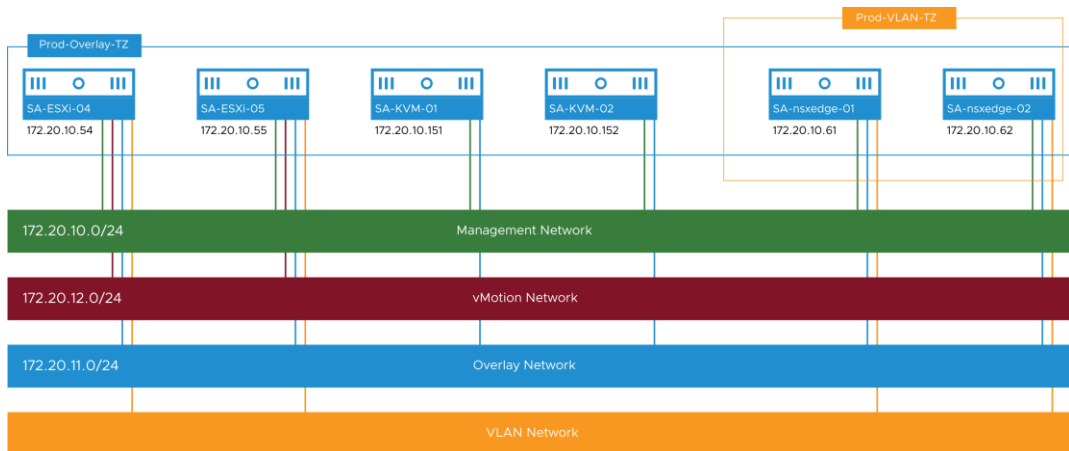 Prod-VLAN-TZ
Prod-Overlay-TZ
SA-ESXi-04
SA-ESXi-05
SA-KVM-01
SA-KVM-02
SA-nsxedge-01
SA-nsxedge-02
172.20.10.54
172.20.10.55
172.20.10.151
172.20.10.152
172.20.10.61
172.20.10.62
172.20.10.0/24 Management Network
172.20.12.0/24 vMotion Network
172.20.11.0/24 Overlay Network
VLAN Network